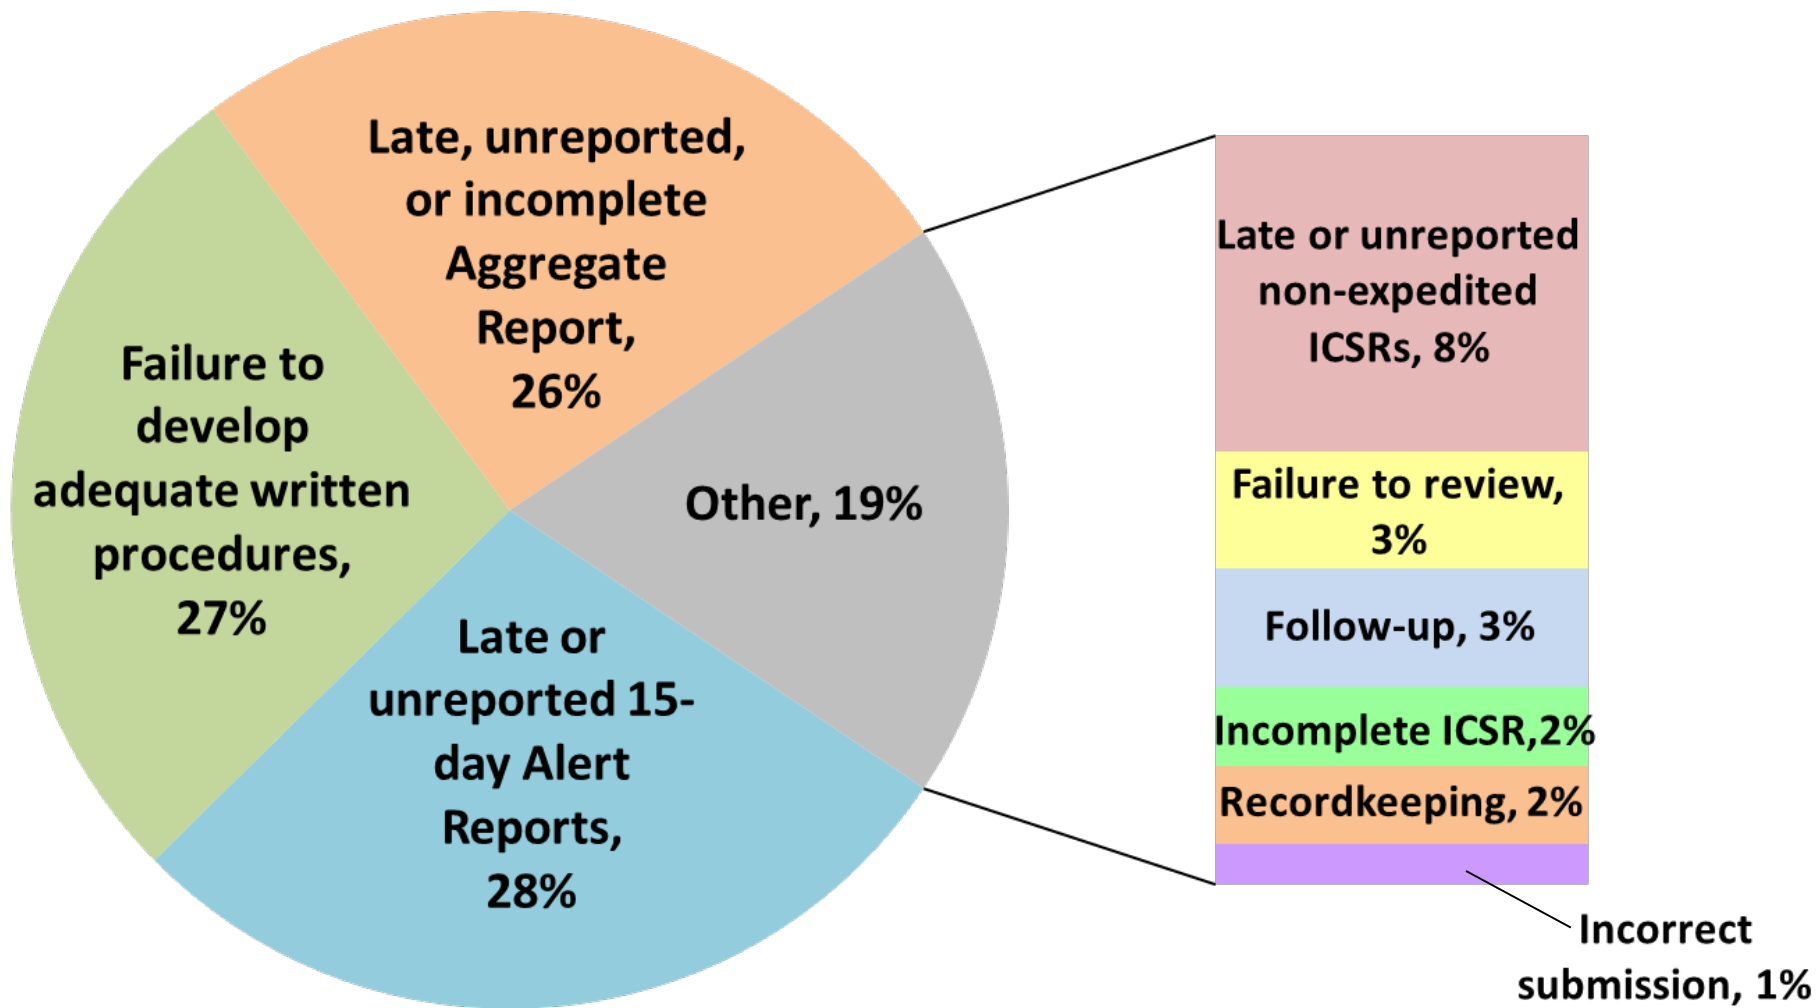 Late, unreported,
or incomplete
Aggregate
Report,
26%
Failure to
develop
adequate written
procedures,
27%
Other, 19%
Late or
unreported 15-
day Alert
Reports,
28%
Late or unreported
non-expedited
ICSRs, 8%
Failure to review,
3%
Follow-up, 3%
Incomplete ICSR,2%
Recordkeeping, 2%
Incorrect
submission, 1%